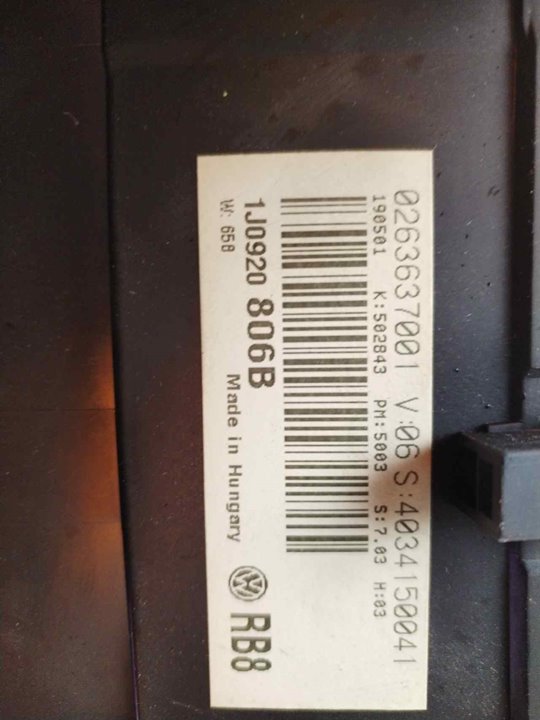 0263637001 V:06 S:4034150041
190501 K:502843 PM:5003 S:7.03 H:03
1J0920 806B Made in Hungary RB8
W: 658